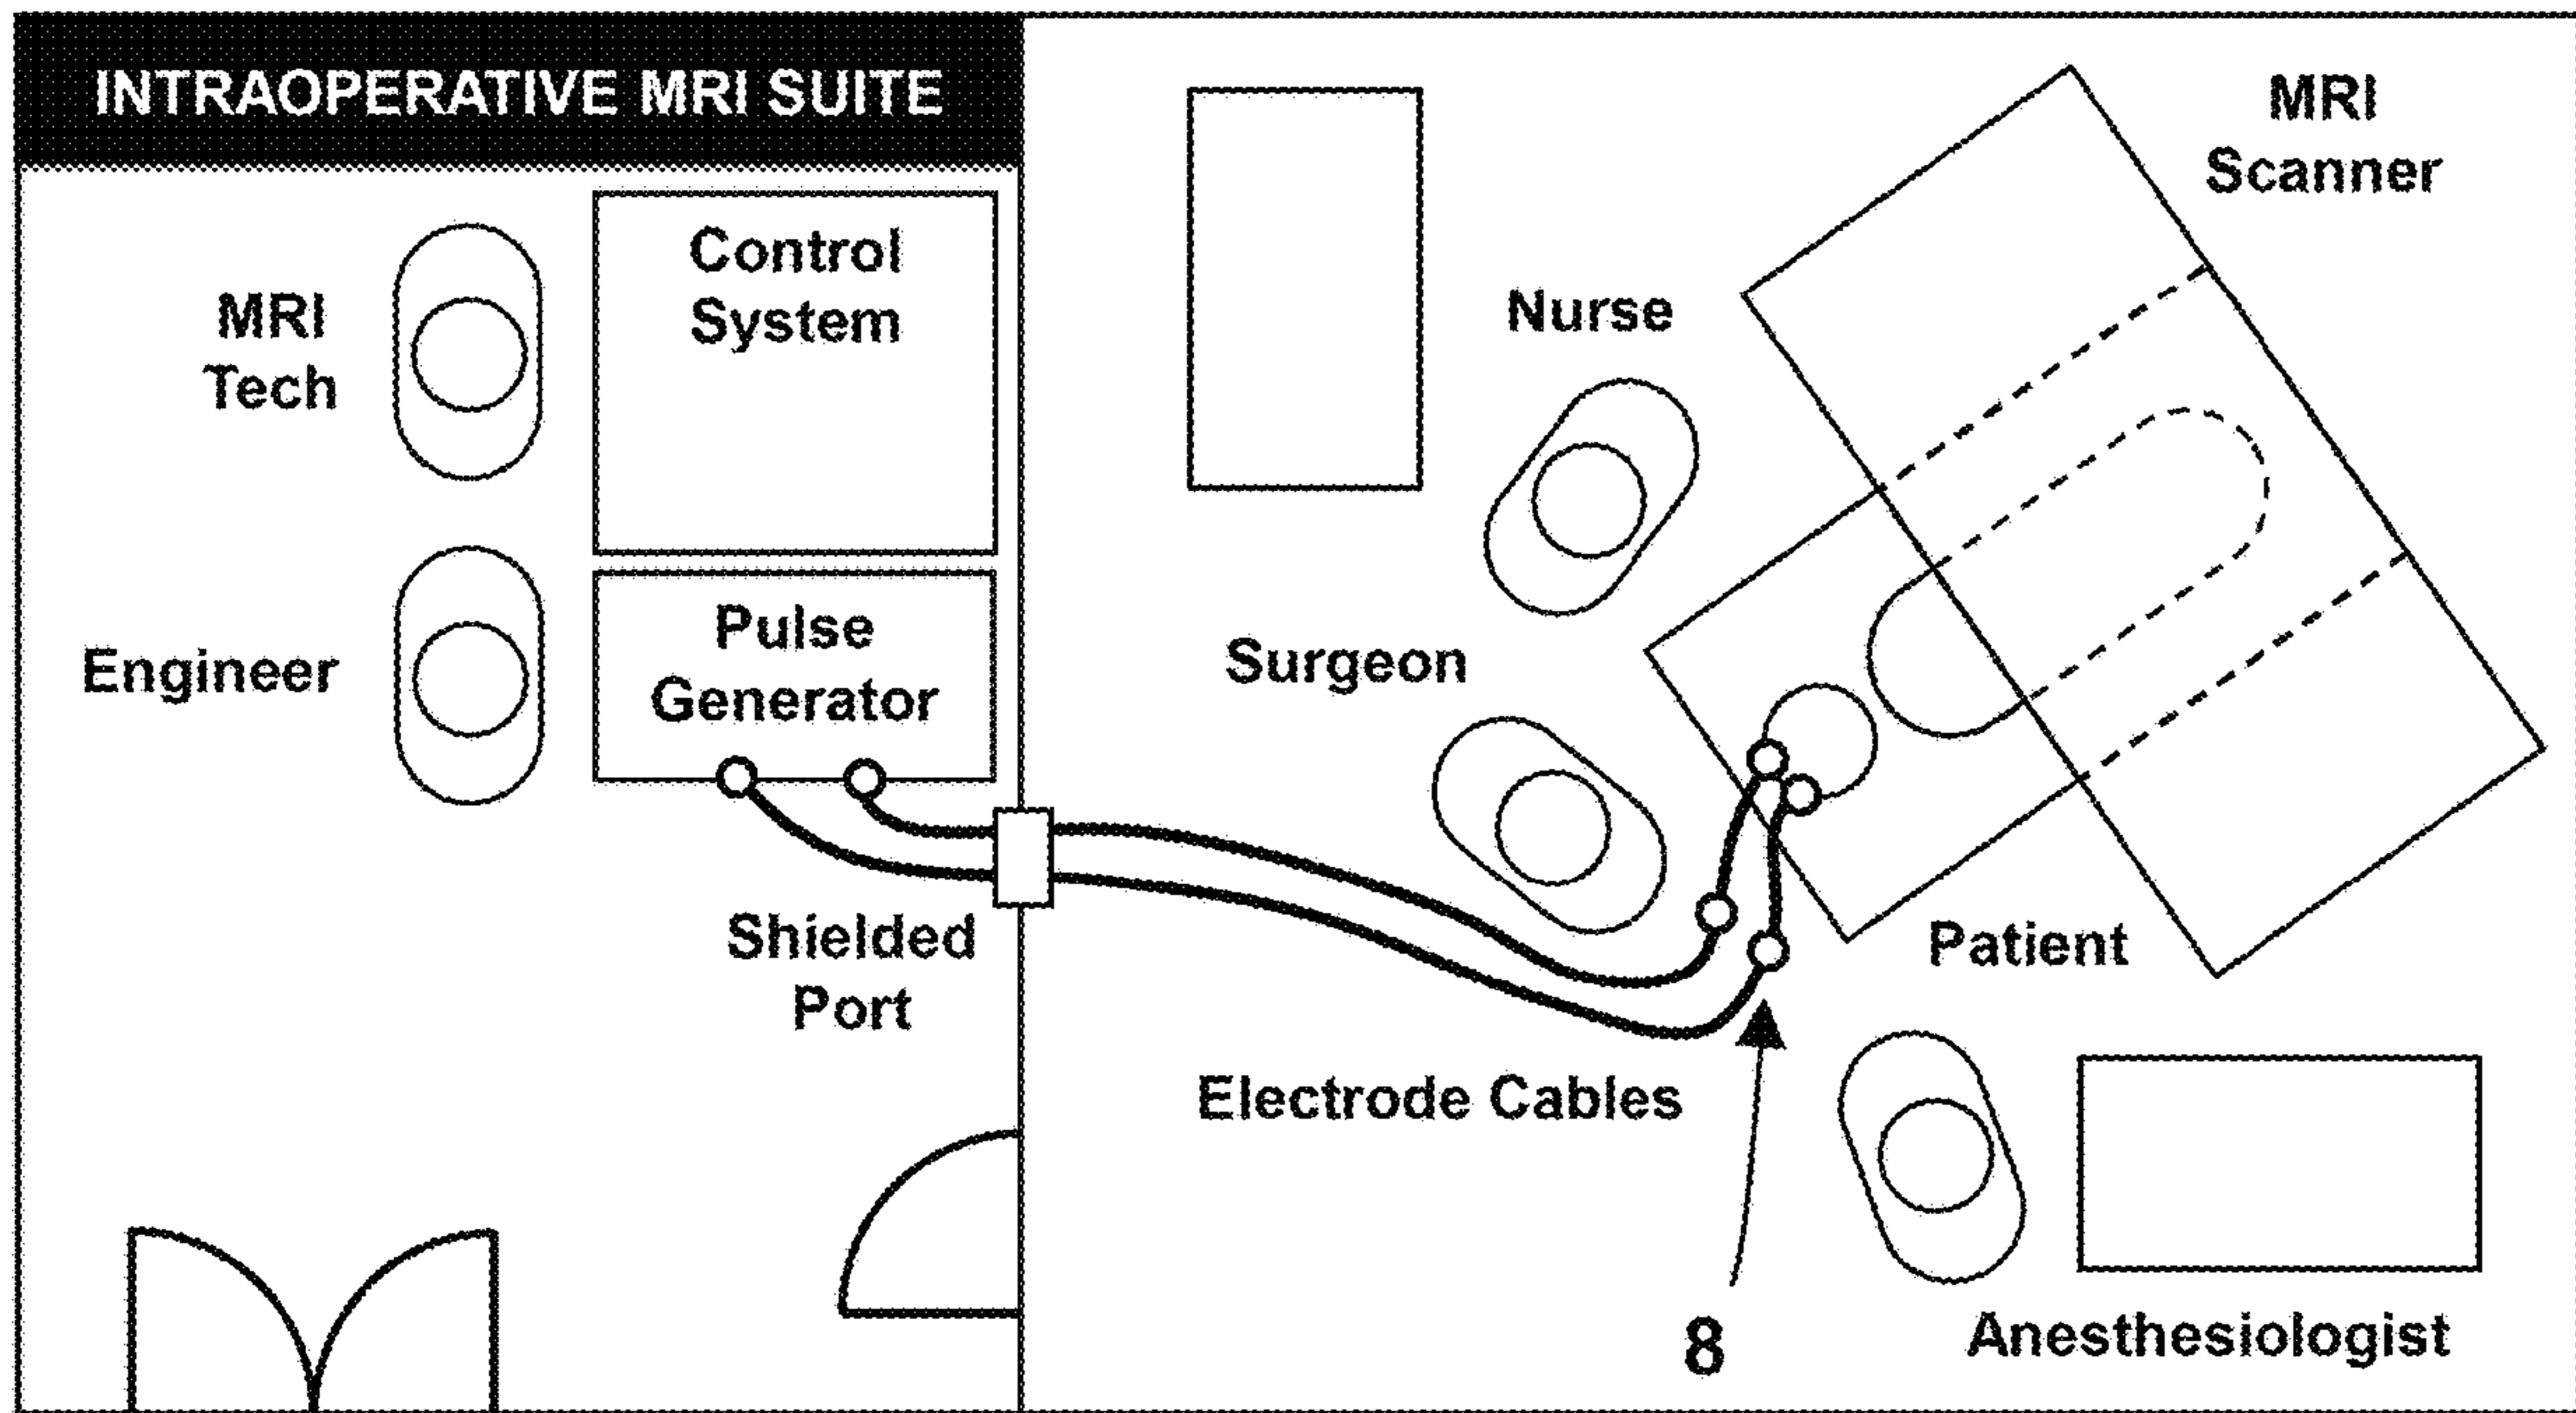 INTRAOPERATIVE MRI SUITE
MRI
Tech
Control
System
Engineer
Pulse
Generator
Shielded
Port
MRI
Scanner
Nurse
Surgeon
Patient
Electrode Cables
8
Anesthesiologist